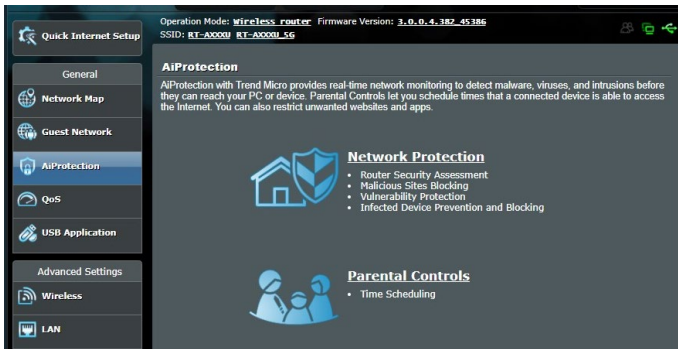 Operation Mode: Wireless router Firmware Version: 3.0.0.4.382_45386
SSID: RT-AXXXU RT-AXXXU_5G
Quick Internet Setup
General
Network Map
Guest Network
AiProtection
QoS
USB Application
Advanced Settings
Wireless
LAN
AiProtection
AiProtection with Trend Micro provides real-time network monitoring to detect malware, viruses, and intrusions before
they can reach your PC or device. Parental Controls let you schedule times that a connected device is able to access
the Internet. You can also restrict unwanted websites and apps.
Network Protection
• Router Security Assessment
• Malicious Sites Blocking
• Vulnerability Protection
• Infected Device Prevention and Blocking
Parental Controls
• Time Scheduling